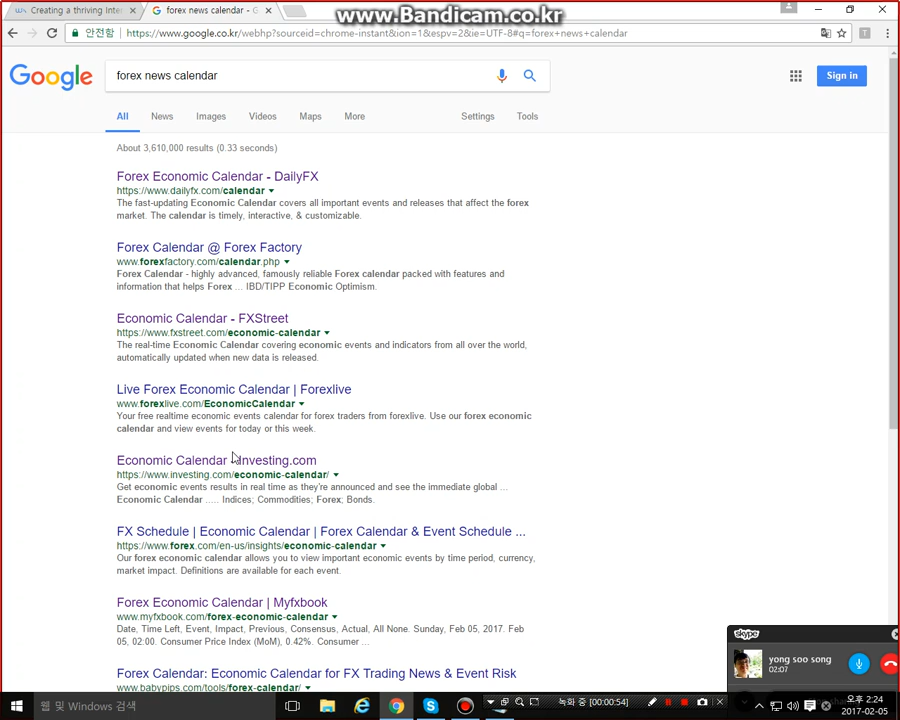 www.Bandicam.co.kr
Creating a thriving Inter
forex news calendar - G
안전함
https://www.google.co.kr/webhp?sourceid=chrome-instant&ion=1&espv=2&ie=UTF-8#q=forex+news+calendar
Google
forex news calendar
Sign in
All News Images Videos Maps More Settings Tools
About 3,610,000 results (0.33 seconds)
Forex Economic Calendar - DailyFX
https://www.dailyfx.com/calendar
The fast-updating Economic Calendar covers all important events and releases that affect the forex
market. The calendar is timely, interactive, & customizable.
Forex Calendar @ Forex Factory
www.forexfactory.com/calendar.php
Forex Calendar - highly advanced, famously reliable Forex calendar packed with features and
information that helps Forex ... IBD/TIPP Economic Optimism.
Economic Calendar - FXStreet
https://www.fxstreet.com/economic-calendar
The real-time Economic Calendar covering economic events and indicators from all over the world,
automatically updated when new data is released.
Live Forex Economic Calendar | Forexlive
www.forexlive.com/EconomicCalendar
Your free realtime economic events calendar for forex traders from forexlive. Use our forex economic
calendar and view events for today or this week.
Economic Calendar - Investing.com
https://www.investing.com/economic-calendar/
Get economic events results in real time as they're announced and see the immediate global ...
Economic Calendar ..... Indices; Commodities; Forex; Bonds.
FX Schedule | Economic Calendar | Forex Calendar & Event Schedule ...
https://www.forex.com/en-us/insights/economic-calendar
Our forex economic calendar allows you to view important economic events by time period, currency,
market impact. Definitions are available for each event.
Forex Economic Calendar | Myfxbook
www.myfxbook.com/forex-economic-calendar
Date, Time Left, Event, Impact, Previous, Consensus, Actual, All None. Sunday, Feb 05, 2017. Feb
05, 02:00. Consumer Price Index (MoM), 0.42%. Consumer ...
Forex Calendar: Economic Calendar for FX Trading News & Event Risk
www.babypips.com/tools/forex-calendar/
skype
yong soo song
02:07
웹 및 Windows 검색
녹화 중 [00:00:54]
오후 2:24
2017-02-05